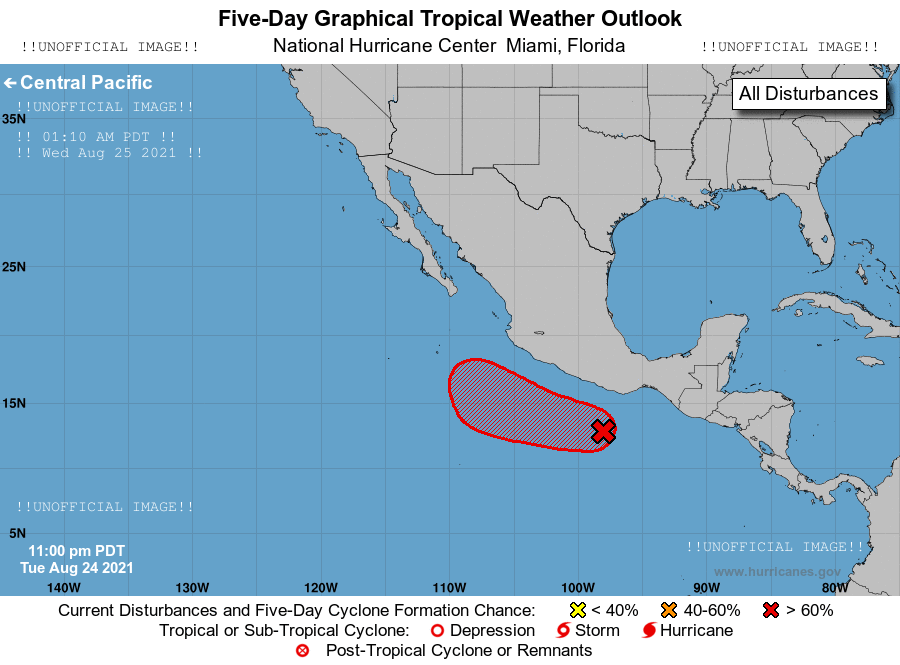 Five-Day Graphical Tropical Weather Outlook
!!UNOFFICIAL IMAGE!! National Hurricane Center  Miami, Florida !!UNOFFICIAL IMAGE!!
← Central Pacific
All Disturbances
!!UNOFFICIAL IMAGE!!
35N
!! 01:10 AM PDT !!
!! Wed Aug 25 2021 !!
25N
15N
!!UNOFFICIAL IMAGE!!
5N
!!UNOFFICIAL IMAGE!!
11:00 pm PDT
Tue Aug 24 2021
www.hurricanes.gov
140W 130W 120W 110W 100W 90W 80W
Current Disturbances and Five-Day Cyclone Formation Chance: < 40% 40-60% > 60%
Tropical or Sub-Tropical Cyclone: Depression Storm Hurricane
Post-Tropical Cyclone or Remnants